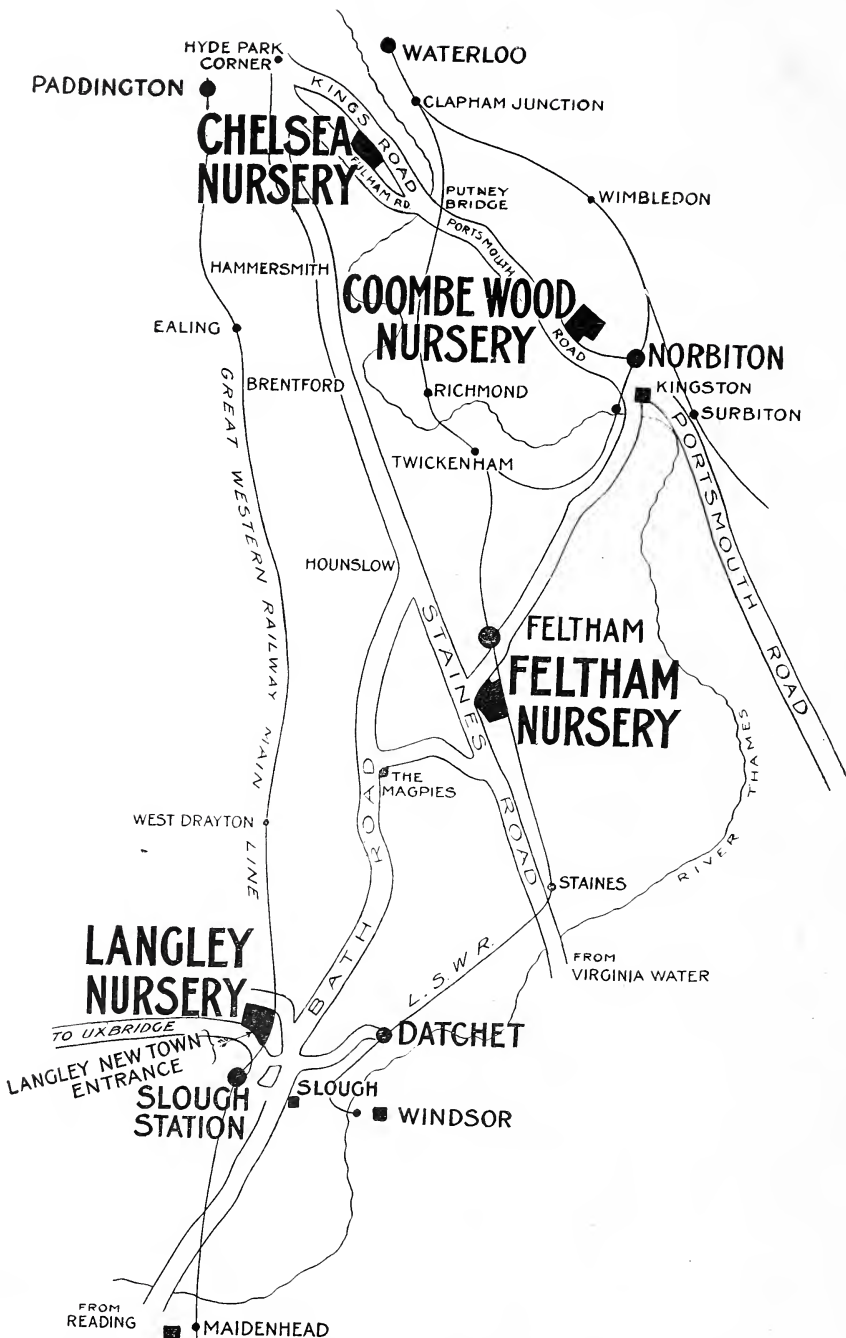 HYDE PARK
CORNER
WATERLOO
PADDINGTON
CLAPHAM JUNCTION
KINGS ROAD
CHELSEA
NURSERY
FULHAM RD.
PUTNEY
BRIDGE
WIMBLEDON
PORTSMOUTH ROAD
HAMMERSMITH
COOMBE WOOD
NURSERY
EALING
NORBITON
BRENTFORD
KINGSTON
RICHMOND
SURBITON
GREAT WESTERN RAILWAY MAIN LINE
TWICKENHAM
PORTSMOUTH ROAD
HOUNSLOW
STAINES ROAD
FELTHAM
FELTHAM
NURSERY
THE
MAGPIES
RIVER THAMES
WEST DRAYTON
BATH ROAD
STAINES
LANGLEY
NURSERY
L. S. W. R.
FROM
VIRGINIA WATER
TO UXBRIDGE
DATCHET
LANGLEY NEW TOWN
ENTRANCE
SLOUGH
STATION
SLOUGH
WINDSOR
FROM
READING
MAIDENHEAD